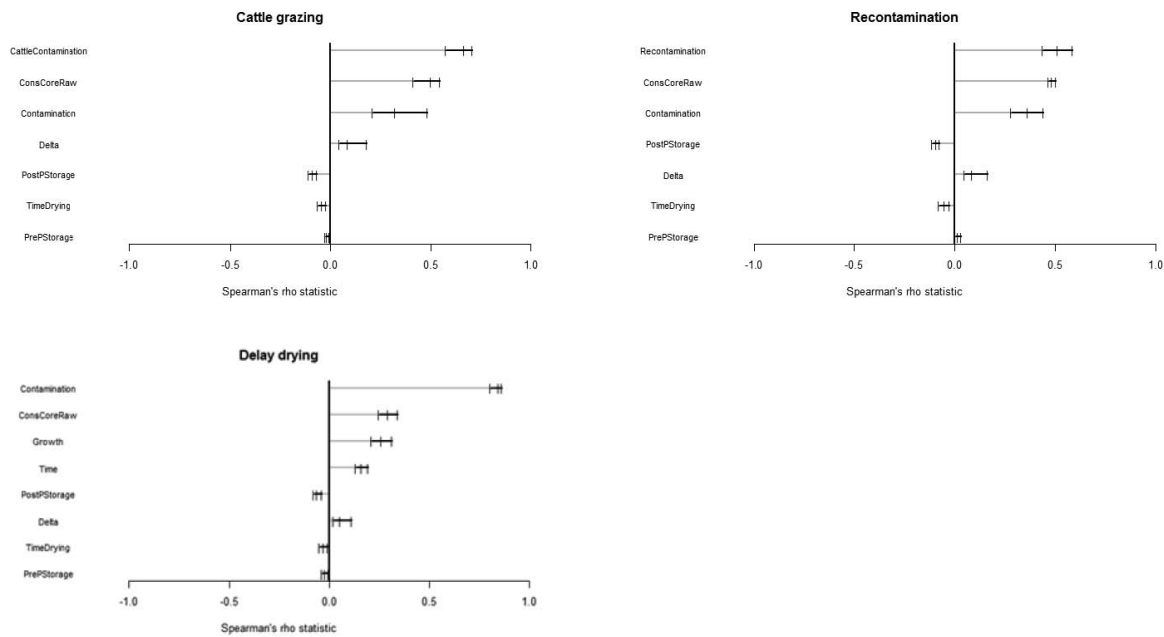 Cattle grazing
CattleContamination
ConsCoreRaw
Contamination
Delta
PostPStorage
TimeDrying
PrePStorage
-1.0 -0.5 0.0 0.5 1.0
Spearman's rho statistic
Recontamination
Recontamination
ConsCoreRaw
Contamination
PostPStorage
Delta
TimeDrying
PrePStorage
-1.0 -0.5 0.0 0.5 1.0
Spearman's rho statistic
Delay drying
Contamination
ConsCoreRaw
Growth
Time
PostPStorage
Delta
TimeDrying
PrePStorage
-1.0 -0.5 0.0 0.5 1.0
Spearman's rho statistic